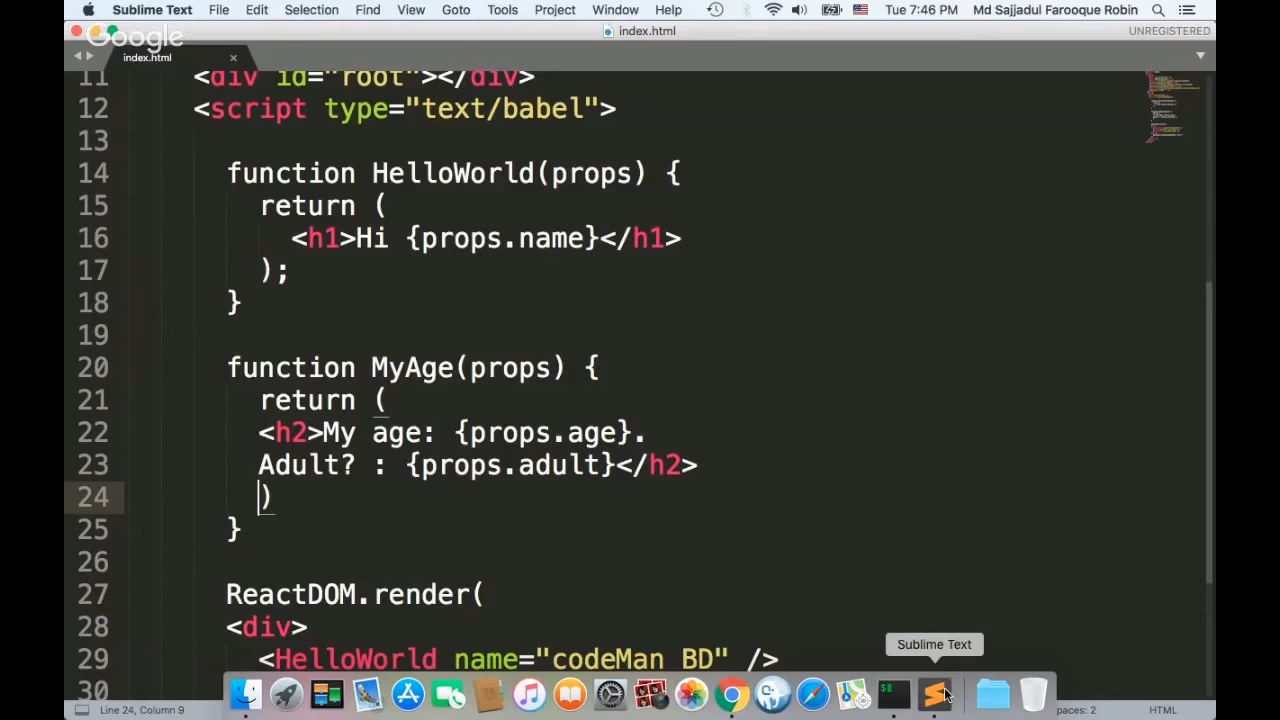 Sublime Text File Edit Selection Find View Goto Tools Project Window Help Tue 7:46 PM Md Sajjadul Farooque Robin
Google
index.html UNREGISTERED
index.html
11 <div id="root"></div>
12 <script type="text/babel">
13
14 function HelloWorld(props) {
15 return (
16 <h1>Hi {props.name}</h1>
17 );
18 }
19
20 function MyAge(props) {
21 return (
22 <h2>My age: {props.age}.
23 Adult? : {props.adult}</h2>
24 )
25 }
26
27 ReactDOM.render(
28 <div>
Sublime Text
29 <HelloWorld name="codeMan BD" />
30
Line 24, Column 9 paces: 2 HTML